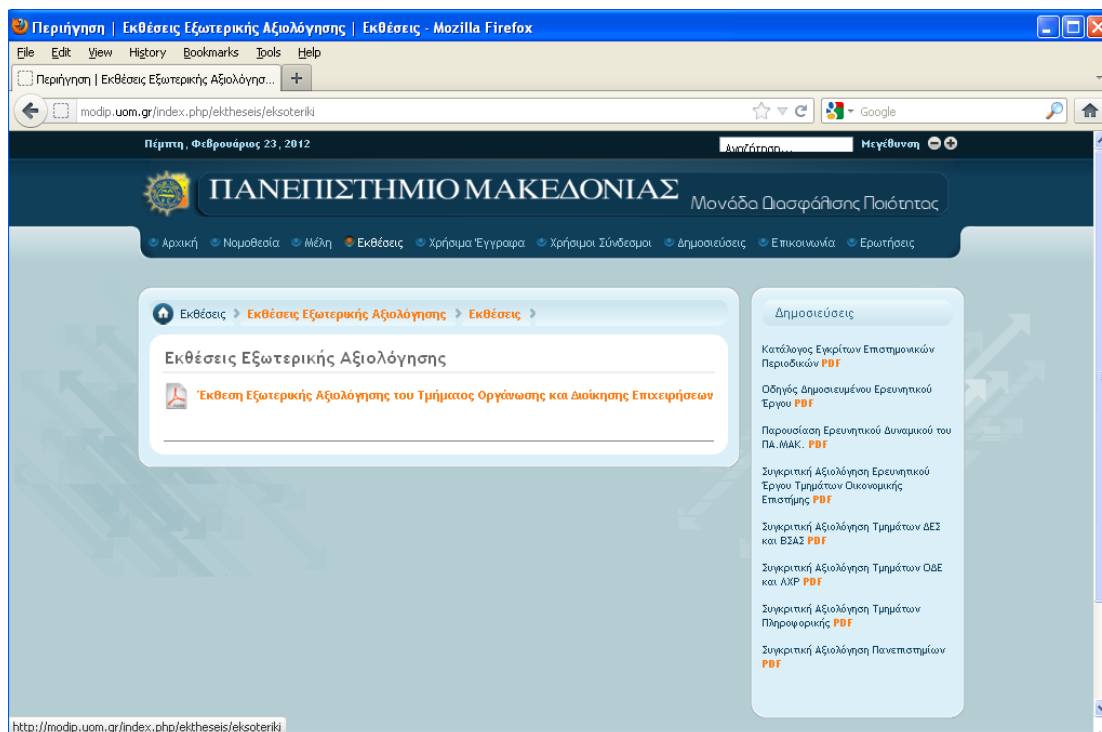 Περιήγηση | Εκθέσεις Εξωτερικής Αξιολόγησης | Εκθέσεις - Mozilla Firefox
File Edit View History Bookmarks Tools Help
Περιήγηση | Εκθέσεις Εξωτερικής Αξιολόγησ... +
modip.uom.gr/index.php/ektheseis/eksoteriki
Google
Πέμπτη, Φεβρουάριος 23, 2012
Αναζήτηση...
Μεγέθυνση
ΠΑΝΕΠΙΣΤΗΜΙΟ ΜΑΚΕΔΟΝΙΑΣ
Μονάδα Διασφάλισης Ποιότητας
Αρχική Νομοθεσία Μέλη Εκθέσεις Χρήσιμα Έγγραφα Χρήσιμοι Σύνδεσμοι Δημοσιεύσεις Επικοινωνία Ερωτήσεις
Εκθέσεις Εκθέσεις Εξωτερικής Αξιολόγησης Εκθέσεις
Εκθέσεις Εξωτερικής Αξιολόγησης
Έκθεση Εξωτερικής Αξιολόγησης του Τμήματος Οργάνωσης και Διοίκησης Επιχειρήσεων
Δημοσιεύσεις
Κατάλογος Εγκρίτων Επιστημονικών
Περιοδικών PDF
Οδηγός Δημοσιευμένου Ερευνητικού
Έργου PDF
Παρουσίαση Ερευνητικού Δυναμικού του
ΠΑ.ΜΑΚ. PDF
Συγκριτική Αξιολόγηση Ερευνητικού
Έργου Τμημάτων Οικονομικής
Επιστήμης PDF
Συγκριτική Αξιολόγηση Τμημάτων ΔΕΣ
και ΒΣΑΣ PDF
Συγκριτική Αξιολόγηση Τμημάτων ΟΔΕ
και ΛΧΡ PDF
Συγκριτική Αξιολόγηση Τμημάτων
Πληροφορικής PDF
Συγκριτική Αξιολόγηση Πανεπιστημίων
PDF
http://modip.uom.gr/index.php/ektheseis/eksoteriki